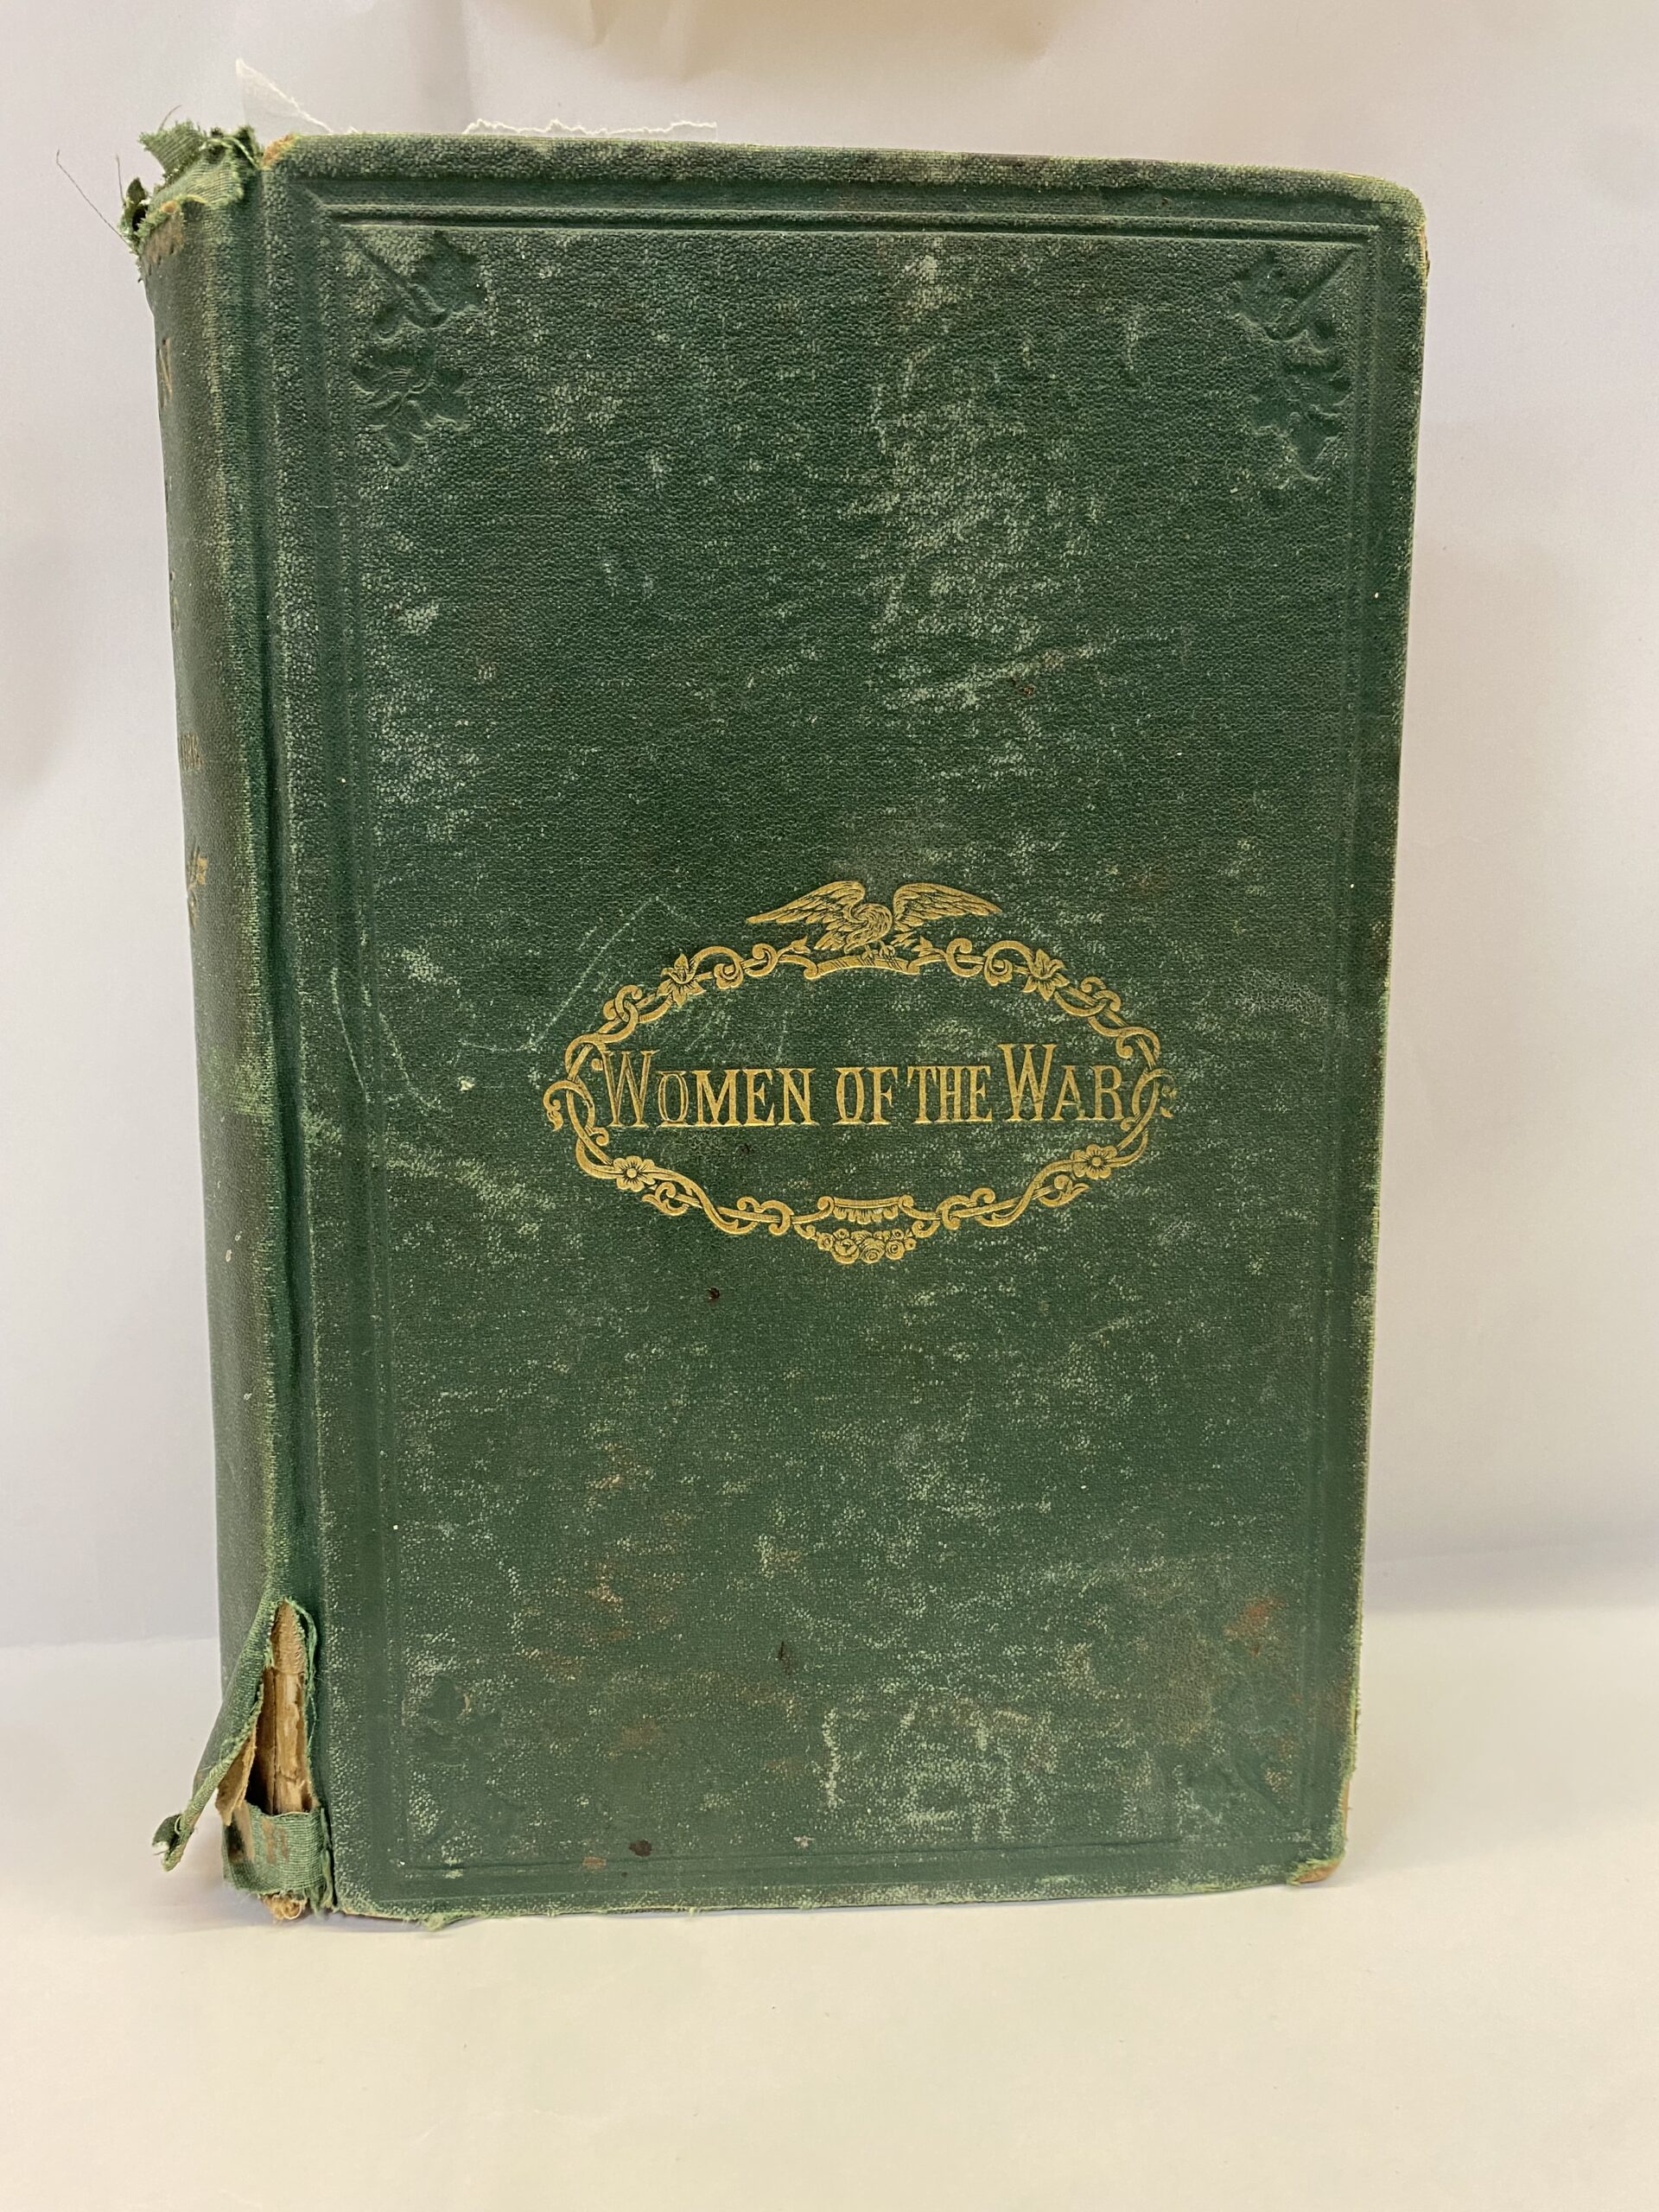 WOMEN OF THE WAR